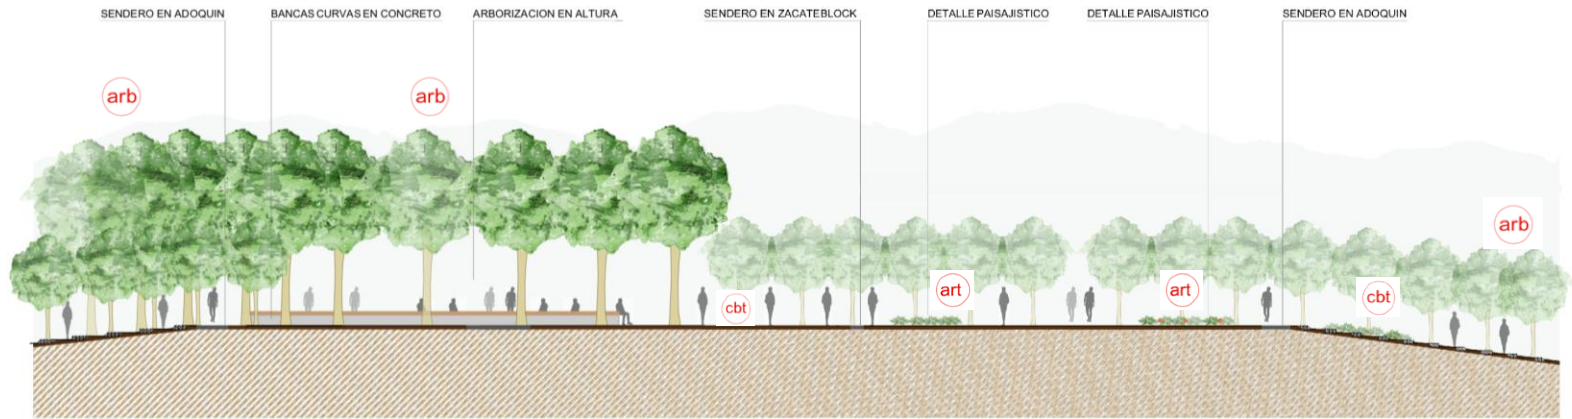 SENDERO EN ADOQUIN
BANCAS CURVAS EN CONCRETO
ARBORIZACION EN ALTURA
SENDERO EN ZACATEBLOCK
DETALLE PAISAJISTICO
DETALLE PAISAJISTICO
SENDERO EN ADOQUIN
arb
arb
arb
cbt
art
art
cbt